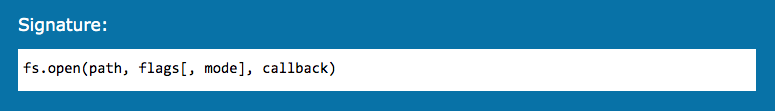 Signature:
fs.open(path, flags[, mode], callback)